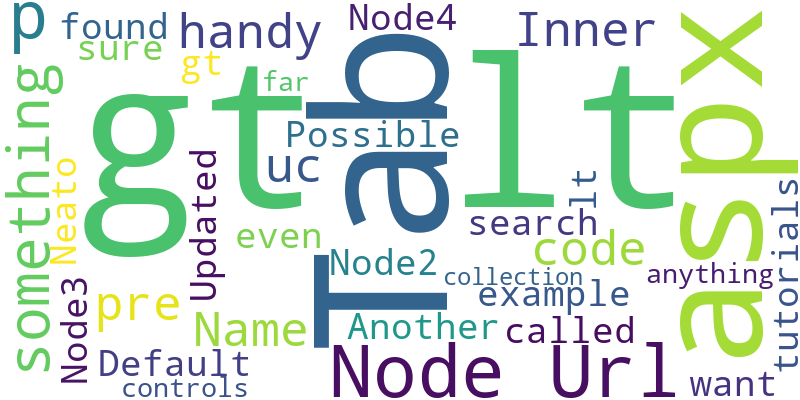 p
found
sure
handy
Node4
Inner
gt
far
gt lt
Tab
aspx
something
Possible
uc
lt
Neato
Updated
search
even
code
Node2
collection
anything
tutorials
Node3
pre
example
Name
Another
called
Default
controls
Node Url
want